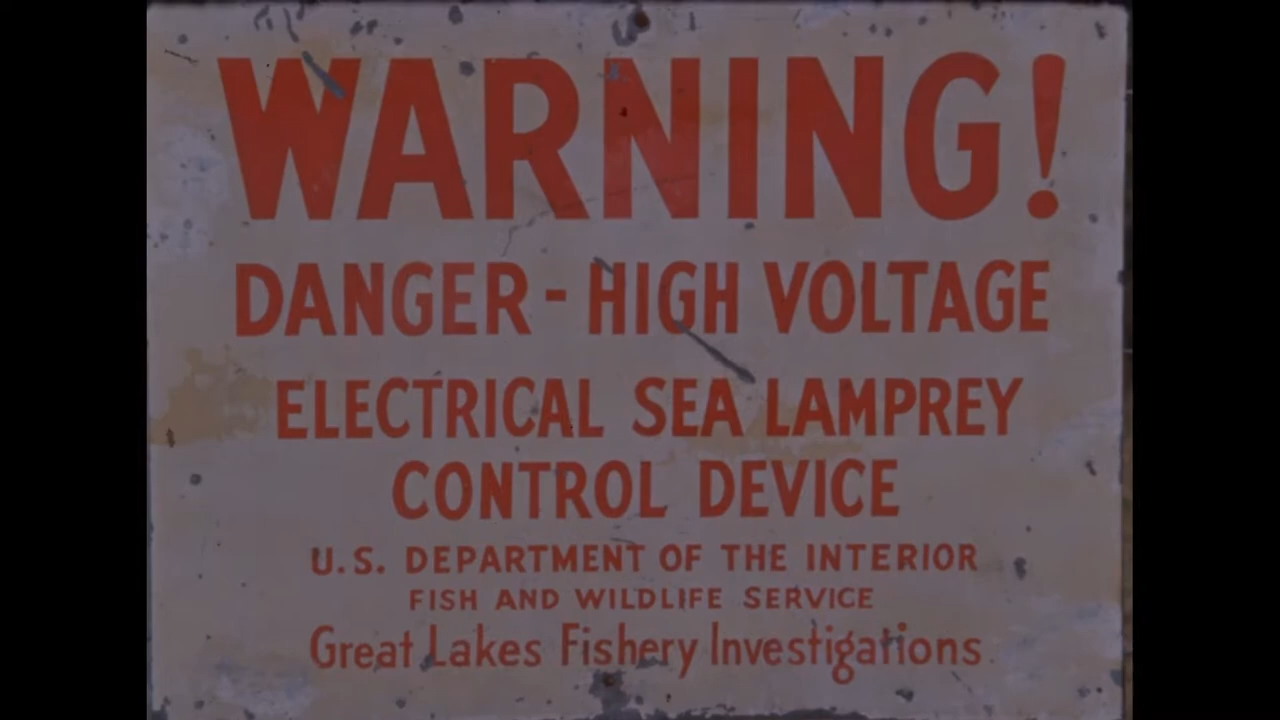 WARNING!
DANGER - HIGH VOLTAGE
ELECTRICAL SEA LAMPREY
CONTROL DEVICE
U.S. DEPARTMENT OF THE INTERIOR
FISH AND WILDLIFE SERVICE
Great Lakes Fishery Investigations